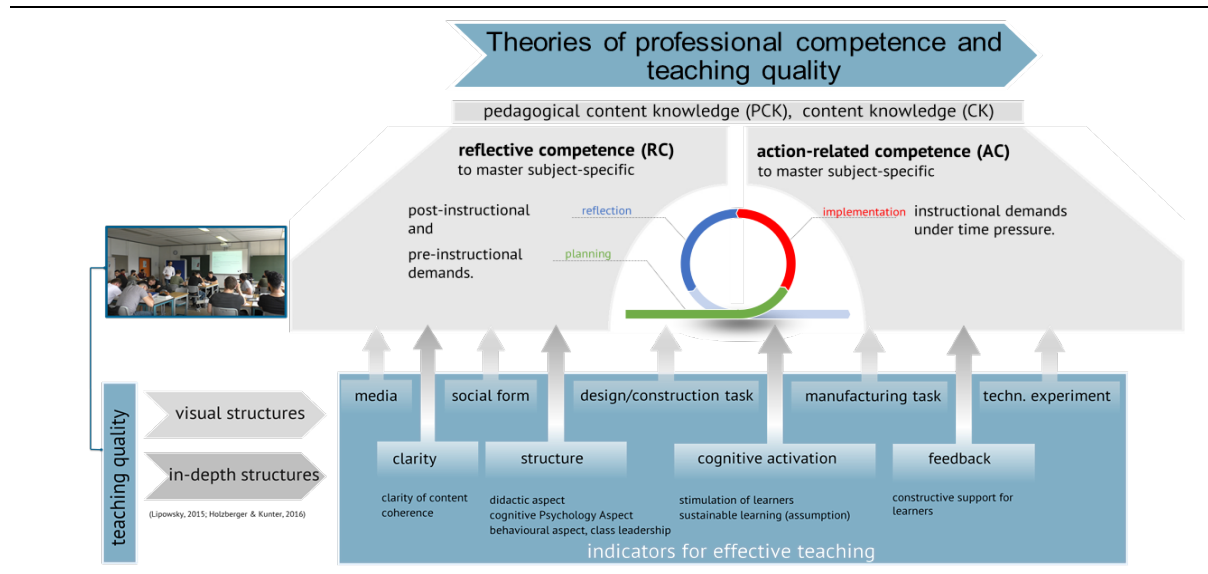 Theories of professional competence and
teaching quality
pedagogical content knowledge (PCK), content knowledge (CK)
reflective competence (RC)
to master subject-specific
action-related competence (AC)
to master subject-specific
post-instructional
and
reflection
pre-instructional
demands.
planning
implementation
instructional demands
under time pressure.
teaching quality
visual structures
in-depth structures
(Lipowsky, 2015; Holzberger & Kunter, 2016)
media
social form
design/construction task
manufacturing task
techn. experiment
clarity
structure
cognitive activation
feedback
clarity of content
coherence
didactic aspect
cognitive Psychology Aspect
behavioural aspect, class leadership
stimulation of learners
sustainable learning (assumption)
constructive support for
learners
indicators for effective teaching